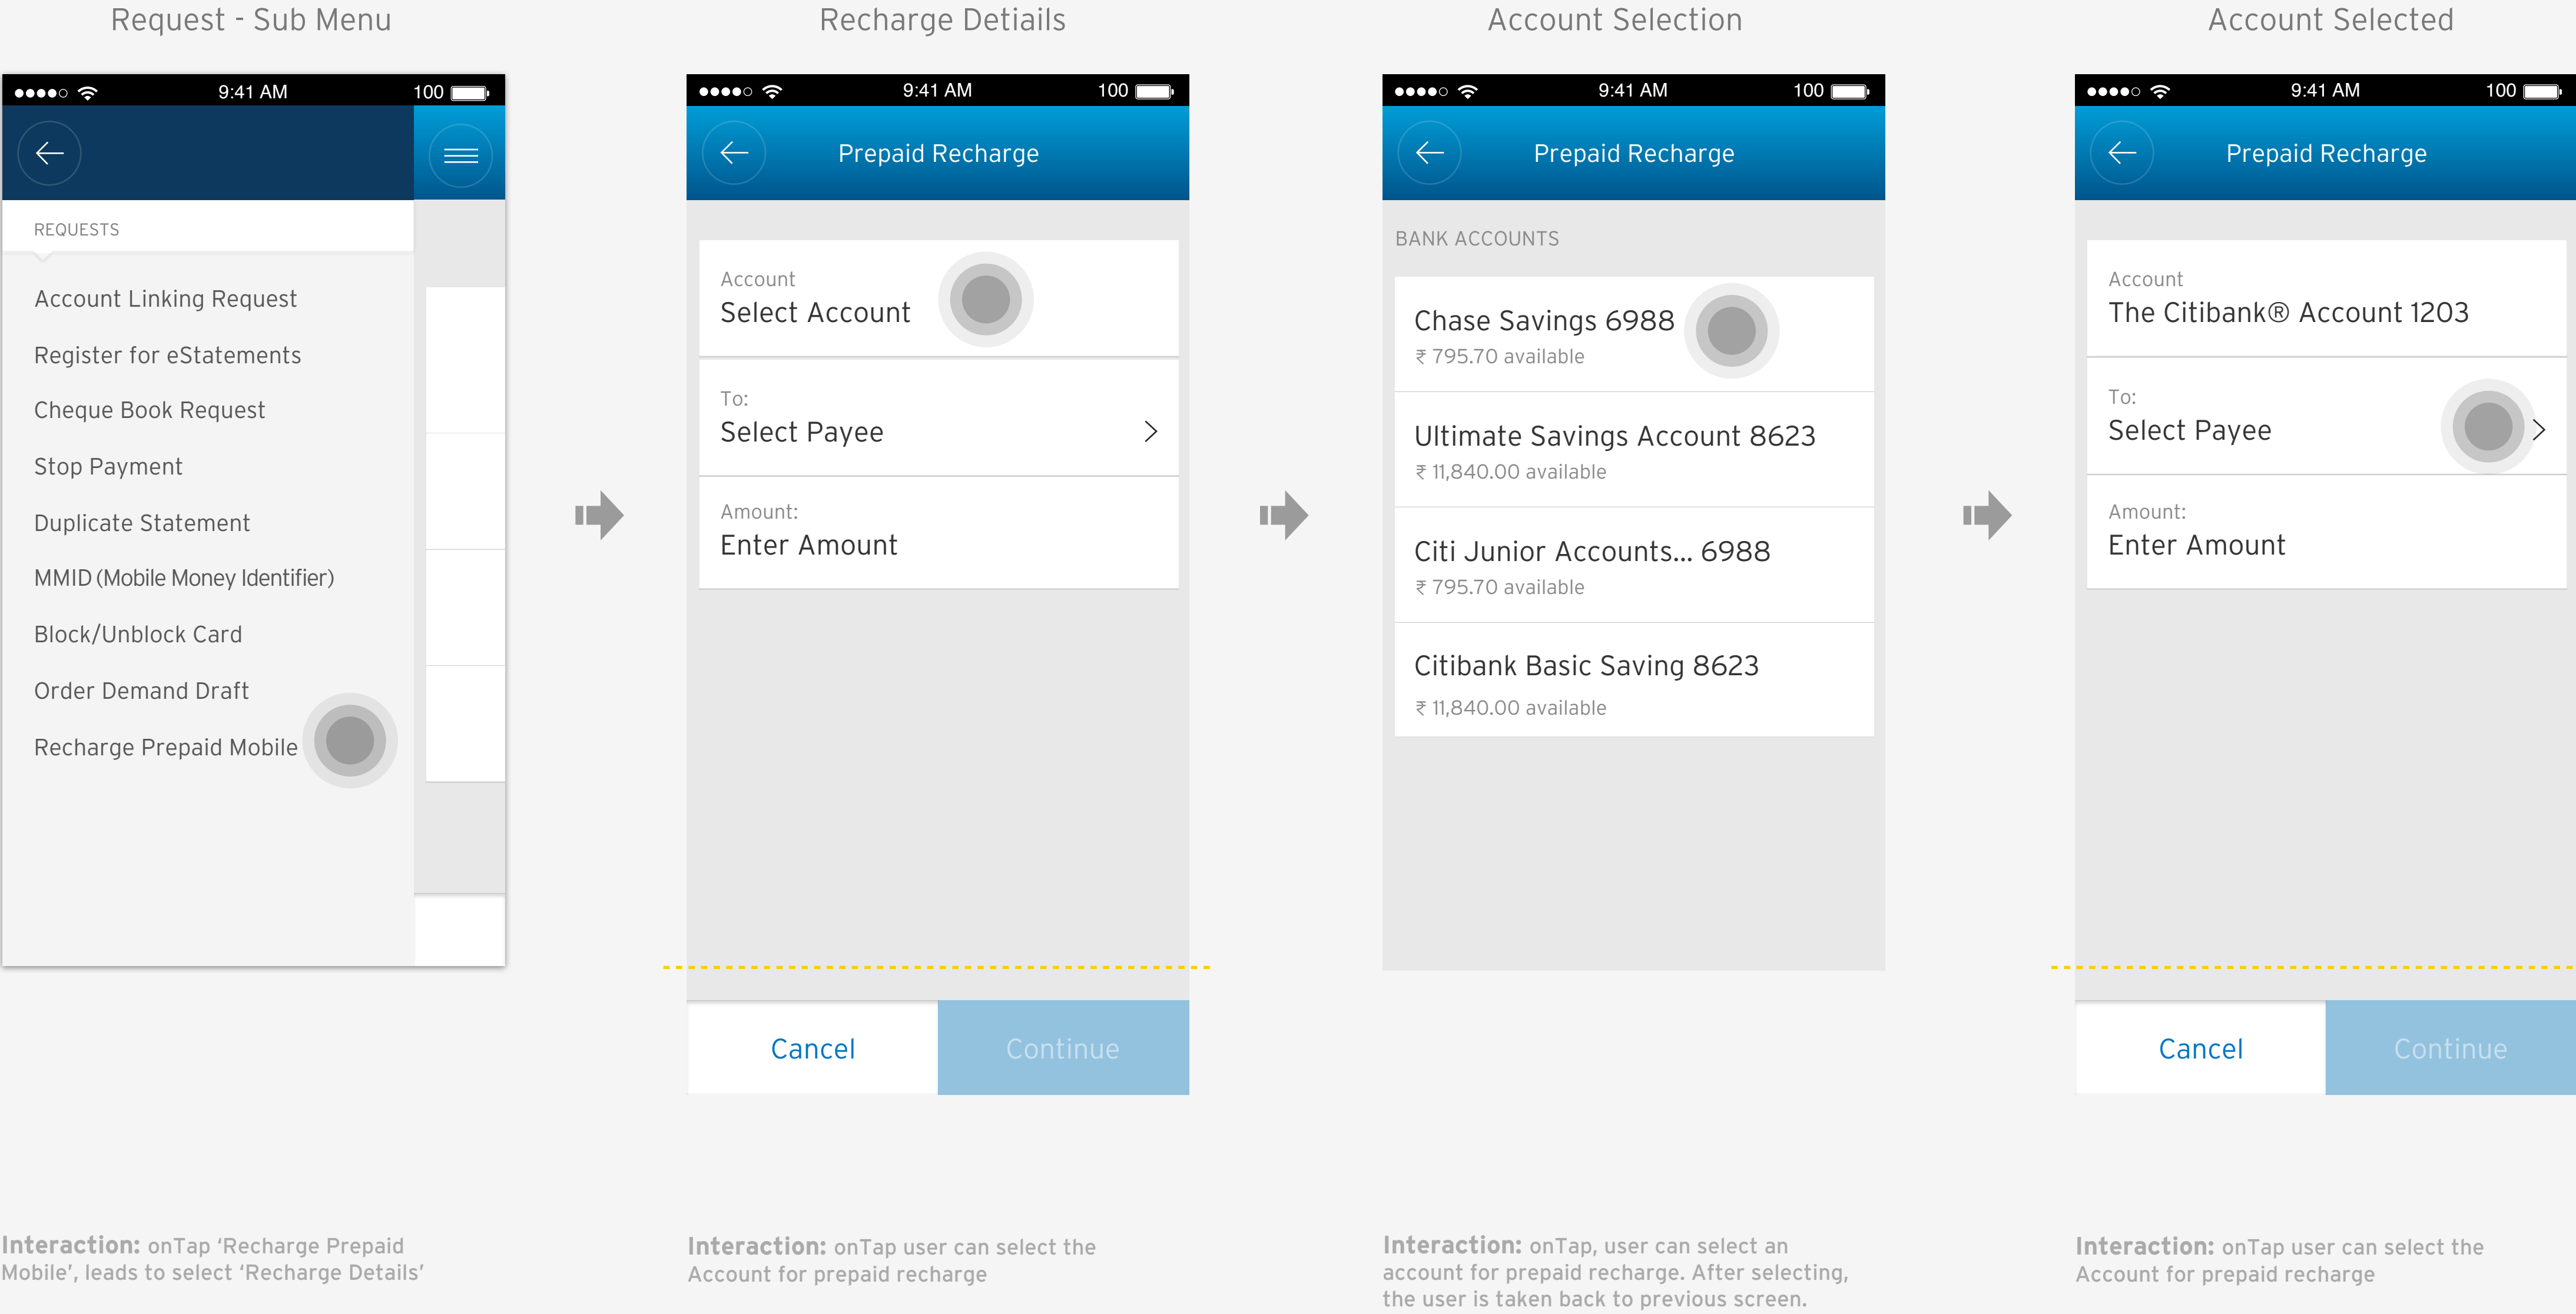 Request - Sub Menu
9:41 AM
100
REQUESTS
Account Linking Request
Register for eStatements
Cheque Book Request
Stop Payment
Duplicate Statement
MMID (Mobile Money Identifier)
Block/Unblock Card
Order Demand Draft
Recharge Prepaid Mobile
Interaction: onTap ‘Recharge Prepaid
Mobile’, leads to select ‘Recharge Details’
Recharge Detiails
9:41 AM
100
Prepaid Recharge
Account
Select Account
To:
Select Payee
Amount:
Enter Amount
Cancel
Continue
Interaction: onTap user can select the
Account for prepaid recharge
Account Selection
9:41 AM
100
Prepaid Recharge
BANK ACCOUNTS
Chase Savings 6988
₹ 795.70 available
Ultimate Savings Account 8623
₹ 11,840.00 available
Citi Junior Accounts... 6988
₹ 795.70 available
Citibank Basic Saving 8623
₹ 11,840.00 available
Interaction: onTap, user can select an
account for prepaid recharge. After selecting,
the user is taken back to previous screen.
Account Selected
9:41 AM
100
Prepaid Recharge
Account
The Citibank® Account 1203
To:
Select Payee
Amount:
Enter Amount
Cancel
Continue
Interaction: onTap user can select the
Account for prepaid recharge